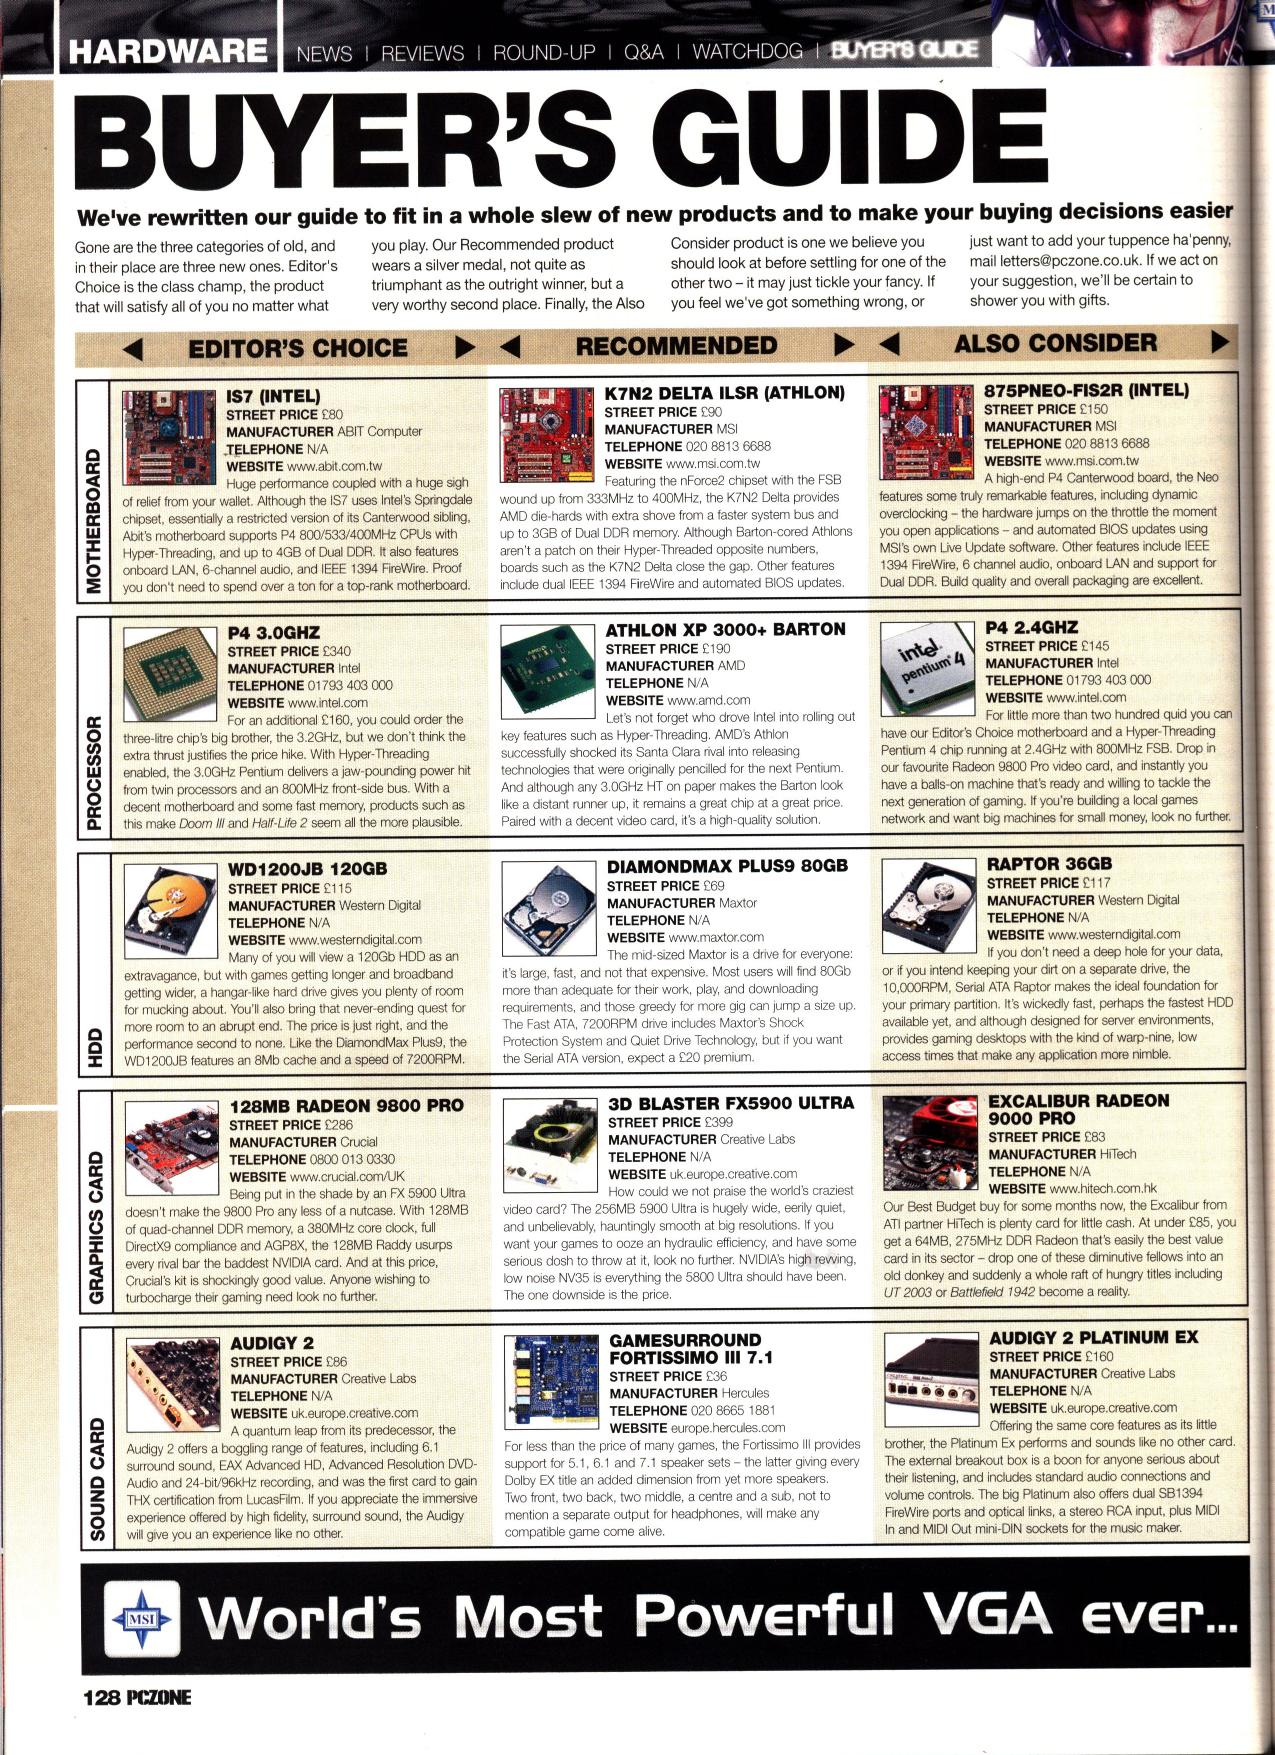 HARDWARE
NEWS | REVIEWS | ROUND-UP | Q&A | WATCHDOG | BUYER'S GUIDE
BUYER'S GUIDE
We've rewritten our guide to fit in a whole slew of new products and to make your buying decisions easier
Gone are the three categories of old, and
in their place are three new ones. Editor's
Choice is the class champ, the product
that will satisfy all of you no matter what
you play. Our Recommended product
wears a silver medal, not quite as
triumphant as the outright winner, but a
very worthy second place. Finally, the Also
Consider product is one we believe you
should look at before settling for one of the
other two – it may just tickle your fancy. If
you feel we've got something wrong, or
just want to add your tuppence ha'penny,
mail letters@pczone.co.uk. If we act on
your suggestion, we'll be certain to
shower you with gifts.
EDITOR'S CHOICE
RECOMMENDED
ALSO CONSIDER
MOTHERBOARD
IS7 (INTEL)
STREET PRICE £80
MANUFACTURER ABIT Computer
TELEPHONE N/A
WEBSITE www.abit.com.tw
Huge performance coupled with a huge sigh
of relief from your wallet. Although the IS7 uses Intel's Springdale
chipset, essentially a restricted version of its Canterwood sibling,
Abit's motherboard supports P4 800/533/400MHz CPUs with
Hyper-Threading, and up to 4GB of Dual DDR. It also features
onboard LAN, 6-channel audio, and IEEE 1394 FireWire. Proof
you don't need to spend over a ton for a top-rank motherboard.
K7N2 DELTA ILSR (ATHLON)
STREET PRICE £90
MANUFACTURER MSI
TELEPHONE 020 8813 6688
WEBSITE www.msi.com.tw
Featuring the nForce2 chipset with the FSB
wound up from 333MHz to 400MHz, the K7N2 Delta provides
AMD die-hards with extra shove from a faster system bus and
up to 3GB of Dual DDR memory. Although Barton-cored Athlons
aren't a patch on their Hyper-Threaded opposite numbers,
boards such as the K7N2 Delta close the gap. Other features
include dual IEEE 1394 FireWire and automated BIOS updates.
875PNEO-FIS2R (INTEL)
STREET PRICE £150
MANUFACTURER MSI
TELEPHONE 020 8813 6688
WEBSITE www.msi.com.tw
A high-end P4 Canterwood board, the Neo
features some truly remarkable features, including dynamic
overclocking – the hardware jumps on the throttle the moment
you open applications – and automated BIOS updates using
MSI's own Live Update software. Other features include IEEE
1394 FireWire, 6 channel audio, onboard LAN and support for
Dual DDR. Build quality and overall packaging are excellent.
PROCESSOR
P4 3.0GHZ
STREET PRICE £340
MANUFACTURER Intel
TELEPHONE 01793 403 000
WEBSITE www.intel.com
For an additional £160, you could order the
three-litre chip's big brother, the 3.2GHz, but we don't think the
extra thrust justifies the price hike. With Hyper-Threading
enabled, the 3.0GHz Pentium delivers a jaw-pounding power hit
from twin processors and an 800MHz front-side bus. With a
decent motherboard and some fast memory, products such as
this make Doom III and Half-Life 2 seem all the more plausible.
AMD
ATHLON XP 3000+ BARTON
STREET PRICE £190
MANUFACTURER AMD
TELEPHONE N/A
WEBSITE www.amd.com
Let's not forget who drove Intel into rolling out
key features such as Hyper-Threading. AMD's Athlon
successfully shocked its Santa Clara rival into releasing
technologies that were originally pencilled for the next Pentium.
And although any 3.0GHz HT on paper makes the Barton look
like a distant runner up, it remains a great chip at a great price.
Paired with a decent video card, it's a high-quality solution.
intel
pentium 4
P4 2.4GHZ
STREET PRICE £145
MANUFACTURER Intel
TELEPHONE 01793 403 000
WEBSITE www.intel.com
For little more than two hundred quid you can
have our Editor's Choice motherboard and a Hyper-Threading
Pentium 4 chip running at 2.4GHz with 800MHz FSB. Drop in
our favourite Radeon 9800 Pro video card, and instantly you
have a balls-on machine that's ready and willing to tackle the
next generation of gaming. If you're building a local games
network and want big machines for small money, look no further.
HDD
WD1200JB 120GB
STREET PRICE £115
MANUFACTURER Western Digital
TELEPHONE N/A
WEBSITE www.westerndigital.com
Many of you will view a 120Gb HDD as an
extravagance, but with games getting longer and broadband
getting wider, a hangar-like hard drive gives you plenty of room
for mucking about. You'll also bring that never-ending quest for
more room to an abrupt end. The price is just right, and the
performance second to none. Like the DiamondMax Plus9, the
WD1200JB features an 8Mb cache and a speed of 7200RPM.
DIAMONDMAX PLUS9 80GB
STREET PRICE £69
MANUFACTURER Maxtor
TELEPHONE N/A
WEBSITE www.maxtor.com
The mid-sized Maxtor is a drive for everyone:
it's large, fast, and not that expensive. Most users will find 80Gb
more than adequate for their work, play, and downloading
requirements, and those greedy for more gig can jump a size up.
The Fast ATA, 7200RPM drive includes Maxtor's Shock
Protection System and Quiet Drive Technology, but if you want
the Serial ATA version, expect a £20 premium.
RAPTOR 36GB
STREET PRICE £117
MANUFACTURER Western Digital
TELEPHONE N/A
WEBSITE www.westerndigital.com
If you don't need a deep hole for your data,
or if you intend keeping your dirt on a separate drive, the
10,000RPM, Serial ATA Raptor makes the ideal foundation for
your primary partition. It's wickedly fast, perhaps the fastest HDD
available yet, and although designed for server environments,
provides gaming desktops with the kind of warp-nine, low
access times that make any application more nimble.
GRAPHICS CARD
128MB RADEON 9800 PRO
STREET PRICE £286
MANUFACTURER Crucial
TELEPHONE 0800 013 0330
WEBSITE www.crucial.com/UK
Being put in the shade by an FX 5900 Ultra
doesn't make the 9800 Pro any less of a nutcase. With 128MB
of quad-channel DDR memory, a 380MHz core clock, full
DirectX9 compliance and AGP8X, the 128MB Raddy usurps
every rival bar the baddest NVIDIA card. And at this price,
Crucial's kit is shockingly good value. Anyone wishing to
turbocharge their gaming need look no further.
3D BLASTER FX5900 ULTRA
STREET PRICE £399
MANUFACTURER Creative Labs
TELEPHONE N/A
WEBSITE uk.europe.creative.com
How could we not praise the world's craziest
video card? The 256MB 5900 Ultra is hugely wide, eerily quiet,
and unbelievably, hauntingly smooth at big resolutions. If you
want your games to ooze an hydraulic efficiency, and have some
serious dosh to throw at it, look no further. NVIDIA's high revving,
low noise NV35 is everything the 5800 Ultra should have been.
The one downside is the price.
EXCALIBUR RADEON
9000 PRO
STREET PRICE £83
MANUFACTURER HiTech
TELEPHONE N/A
WEBSITE www.hitech.com.hk
Our Best Budget buy for some months now, the Excalibur from
ATI partner HiTech is plenty card for little cash. At under £85, you
get a 64MB, 275MHz DDR Radeon that's easily the best value
card in its sector – drop one of these diminutive fellows into an
old donkey and suddenly a whole raft of hungry titles including
UT 2003 or Battlefield 1942 become a reality.
SOUND CARD
AUDIGY 2
STREET PRICE £86
MANUFACTURER Creative Labs
TELEPHONE N/A
WEBSITE uk.europe.creative.com
A quantum leap from its predecessor, the
Audigy 2 offers a boggling range of features, including 6.1
surround sound, EAX Advanced HD, Advanced Resolution DVD-
Audio and 24-bit/96kHz recording, and was the first card to gain
THX certification from LucasFilm. If you appreciate the immersive
experience offered by high fidelity, surround sound, the Audigy
will give you an experience like no other.
GAMESURROUND
FORTISSIMO III 7.1
STREET PRICE £36
MANUFACTURER Hercules
TELEPHONE 020 8665 1881
WEBSITE europe.hercules.com
For less than the price of many games, the Fortissimo III provides
support for 5.1, 6.1 and 7.1 speaker sets – the latter giving every
Dolby EX title an added dimension from yet more speakers.
Two front, two back, two middle, a centre and a sub, not to
mention a separate output for headphones, will make any
compatible game come alive.
AUDIGY 2 PLATINUM EX
STREET PRICE £160
MANUFACTURER Creative Labs
TELEPHONE N/A
WEBSITE uk.europe.creative.com
Offering the same core features as its little
brother, the Platinum Ex performs and sounds like no other card.
The external breakout box is a boon for anyone serious about
their listening, and includes standard audio connections and
volume controls. The big Platinum also offers dual SB1394
FireWire ports and optical links, a stereo RCA input, plus MIDI
In and MIDI Out mini-DIN sockets for the music maker.
MSI
World's Most Powerful VGA ever...
128 PCZONE